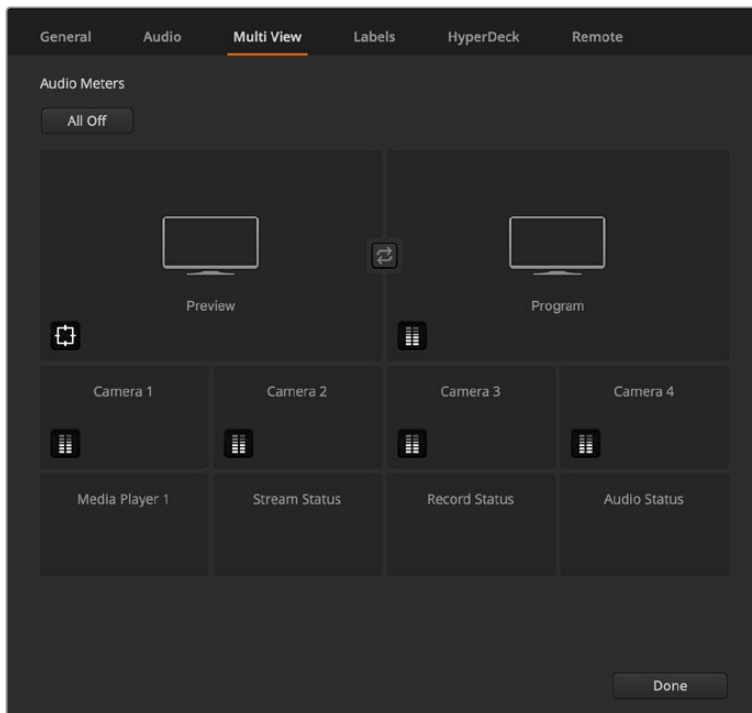 General Audio Multi View Labels HyperDeck Remote
Audio Meters
All Off
Preview Program
Camera 1 Camera 2 Camera 3 Camera 4
Media Player 1 Stream Status Record Status Audio Status
Done